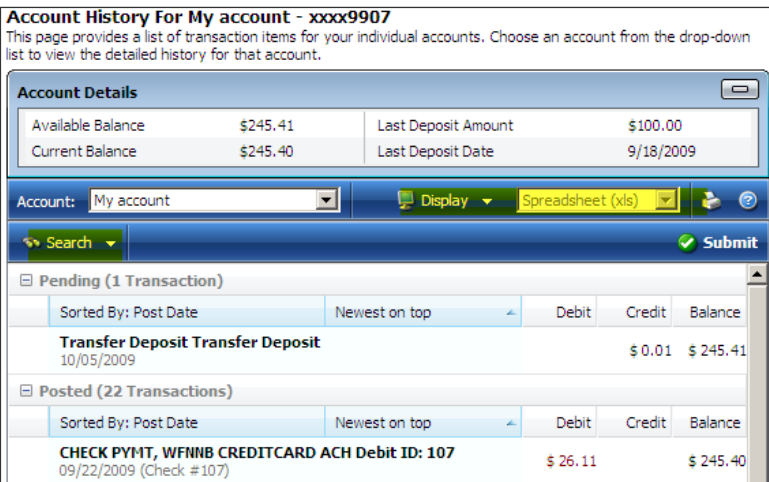 Account History For My account - xxxx9907
This page provides a list of transaction items for your individual accounts. Choose an account from the drop-down
list to view the detailed history for that account.
Account Details
Available Balance $245.41 Last Deposit Amount $100.00
Current Balance $245.40 Last Deposit Date 9/18/2009
Account: My account Display Spreadsheet (xls) ?
Search Submit
Pending (1 Transaction)
Sorted By: Post Date Newest on top Debit Credit Balance
Transfer Deposit Transfer Deposit
10/05/2009 $ 0.01 $ 245.41
Posted (22 Transactions)
Sorted By: Post Date Newest on top Debit Credit Balance
CHECK PYMT, WFNNB CREDITCARD ACH Debit ID: 107
09/22/2009 (Check #107) $ 26.11 $ 245.40